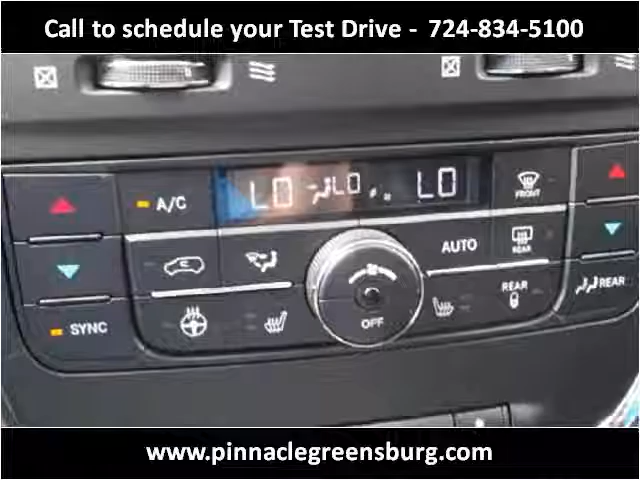 Call to schedule your Test Drive - 724-834-5100
LO LO LO
A/C
FRONT
AUTO
REAR
SYNC
OFF
REAR
REAR
www.pinnaclegreensburg.com